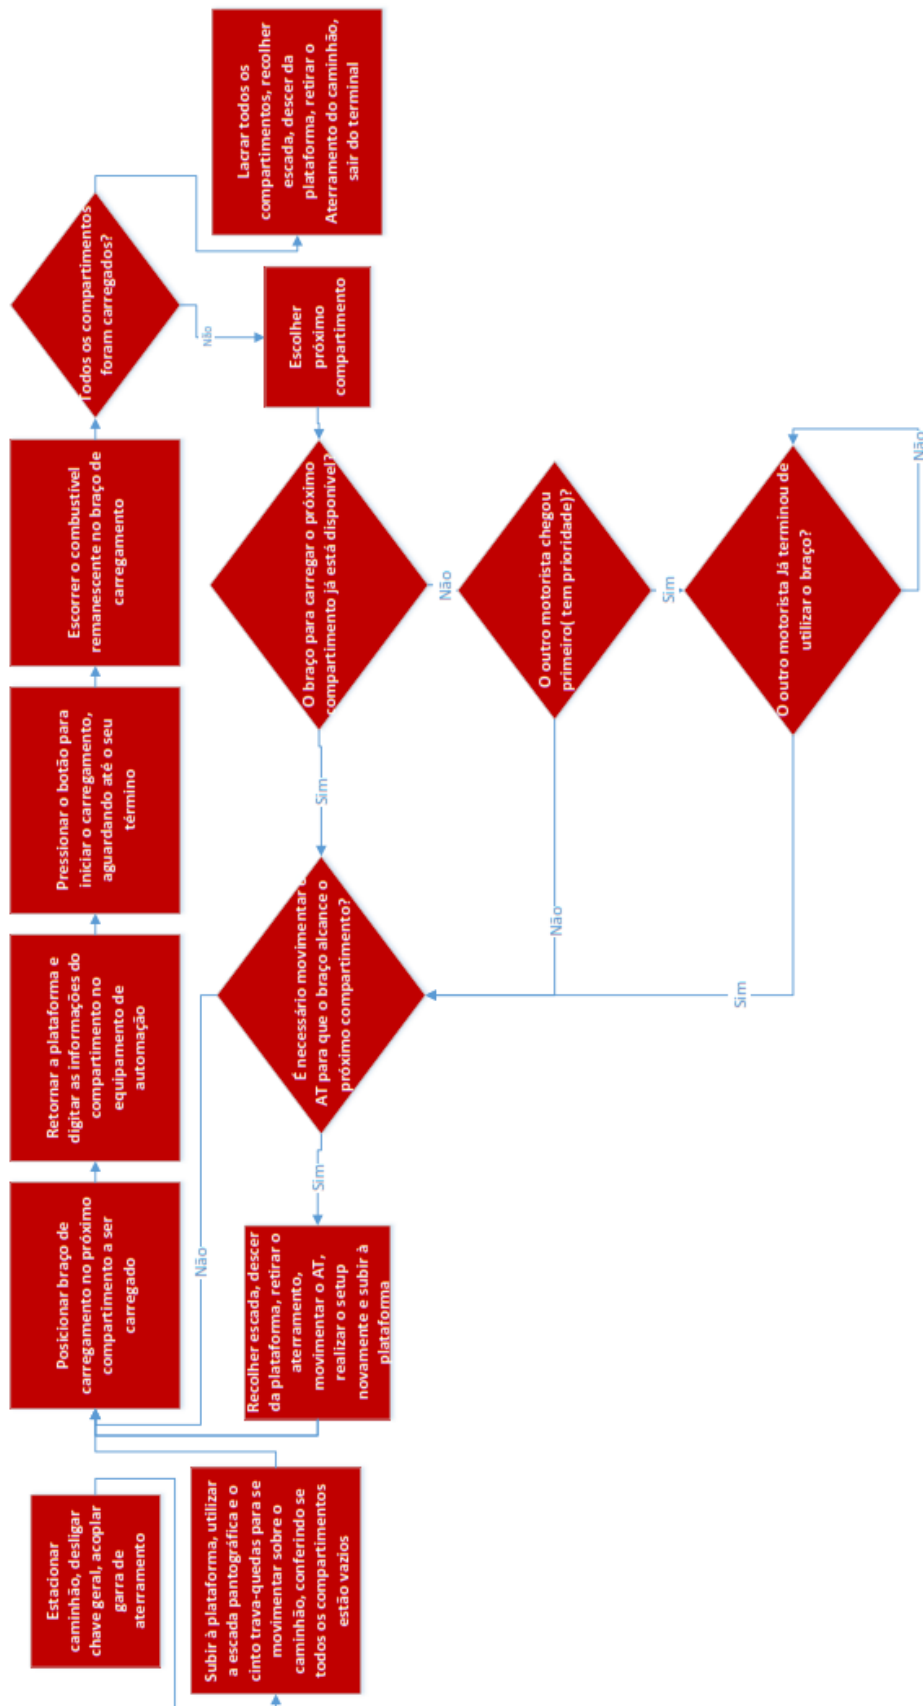 Estacionar
caminhão, desligar
chave geral, acoplar
garra de
aterramento
Subir à plataforma, utilizar
a escada pantográfica e o
cinto trava-quedas para se
movimentar sobre o
caminhão, conferindo se
todos os compartimentos
estão vazios
Posicionar braço de
carregamento no próximo
compartimento a ser
carregado
Retornar a plataforma e
digitar as informações do
compartimento no
equipamento de
automação
Pressionar o botão para
iniciar o carregamento,
aguardando até o seu
término
Escorrer o combustível
remanescente no braço de
carregamento
Todos os compartimentos
foram carregados?
Lacrar todos os
compartimentos, recolher
escada, descer da
plataforma, retirar o
Aterramento do caminhão,
sair do terminal
Não
Escolher
próximo
compartimento
O braço para carregar o próximo
compartimento já está disponível?
Sim
Não
É necessário movimentar o
AT para que o braço alcance o
próximo compartimento?
Não
Sim
Recolher escada, descer
da plataforma, retirar o
aterramento,
movimentar o AT,
realizar o setup
novamente e subir à
plataforma
O outro motorista chegou
primeiro( tem prioridade)?
Não
Sim
O outro motorista Já terminou de
utilizar o braço?
Não
Sim